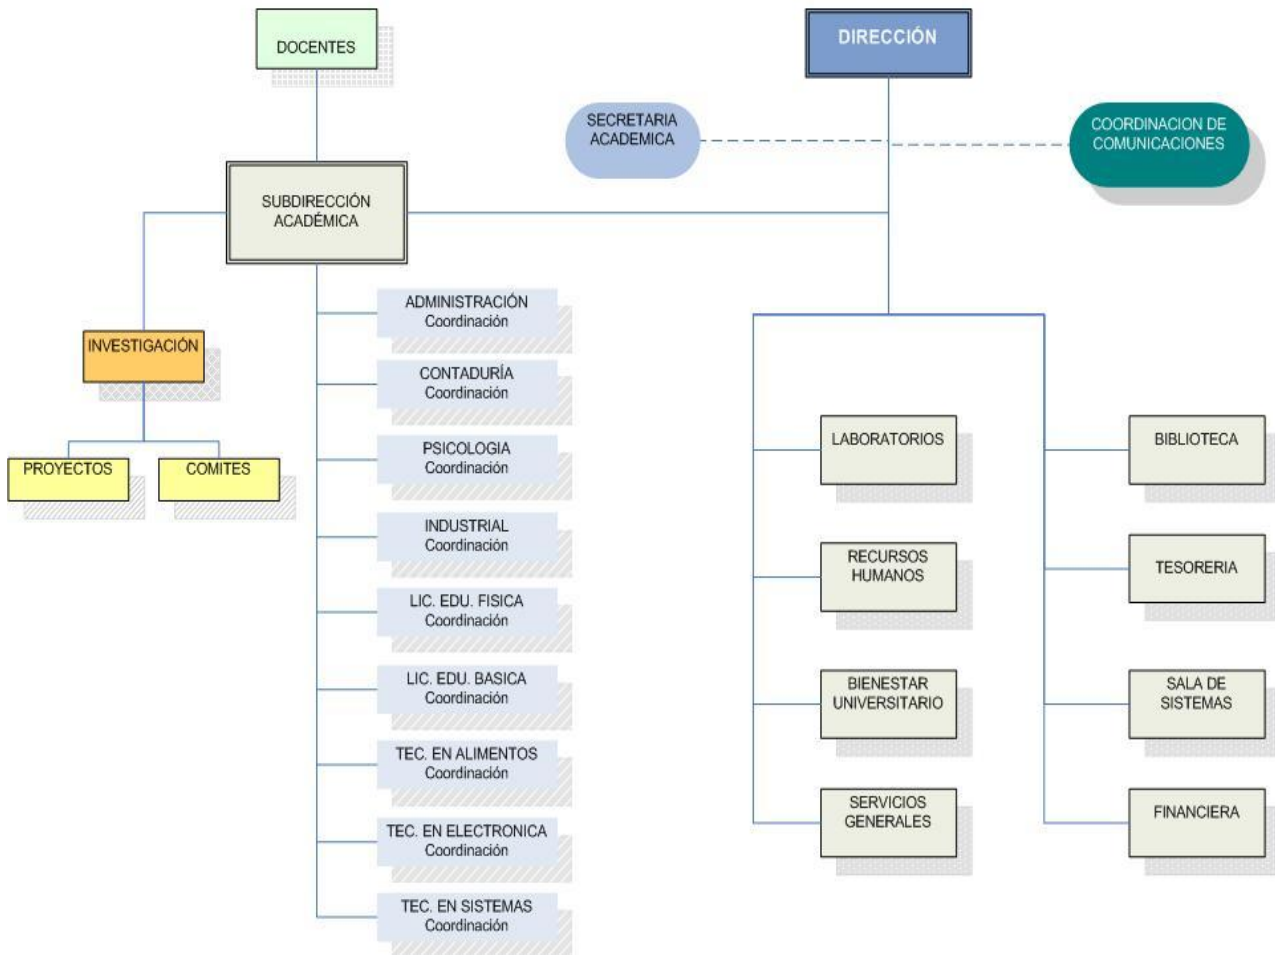 DOCENTES
DIRECCIÓN
SECRETARIA
ACADEMICA
COORDINACION DE
COMUNICACIONES
SUBDIRECCIÓN
ACADÉMICA
INVESTIGACIÓN
PROYECTOS
COMITES
ADMINISTRACIÓN
Coordinación
CONTADURÍA
Coordinación
PSICOLOGIA
Coordinación
INDUSTRIAL
Coordinación
LIC. EDU. FISICA
Coordinación
LIC. EDU. BASICA
Coordinación
TEC. EN ALIMENTOS
Coordinación
TEC. EN ELECTRONICA
Coordinación
TEC. EN SISTEMAS
Coordinación
LABORATORIOS
RECURSOS
HUMANOS
BIENESTAR
UNIVERSITARIO
SERVICIOS
GENERALES
BIBLIOTECA
TESORERIA
SALA DE
SISTEMAS
FINANCIERA